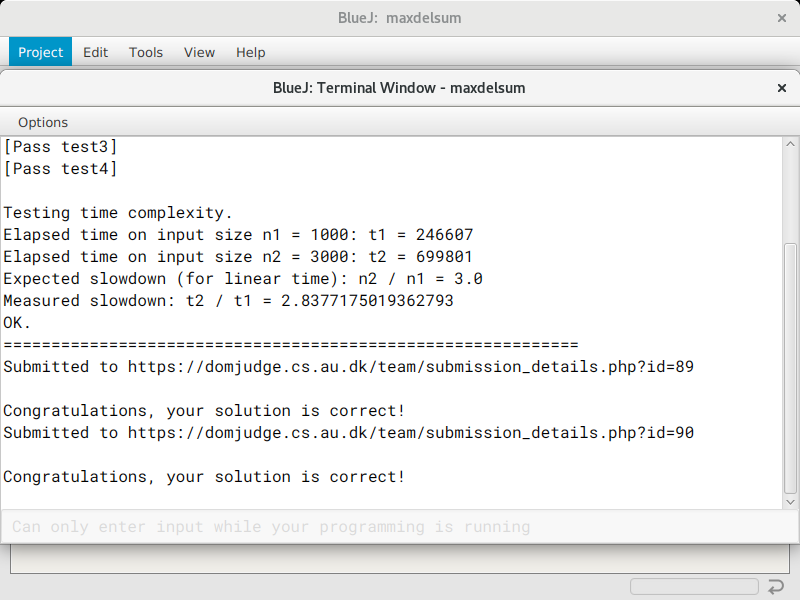 BlueJ:  maxdelsum
Project Edit Tools View Help
BlueJ: Terminal Window - maxdelsum
Options
[Pass test3]
[Pass test4]
Testing time complexity.
Elapsed time on input size n1 = 1000: t1 = 246607
Elapsed time on input size n2 = 3000: t2 = 699801
Expected slowdown (for linear time): n2 / n1 = 3.0
Measured slowdown: t2 / t1 = 2.8377175019362793
OK.
============================================================
Submitted to https://domjudge.cs.au.dk/team/submission_details.php?id=89
Congratulations, your solution is correct!
Submitted to https://domjudge.cs.au.dk/team/submission_details.php?id=90
Congratulations, your solution is correct!
Can only enter input while your programming is running